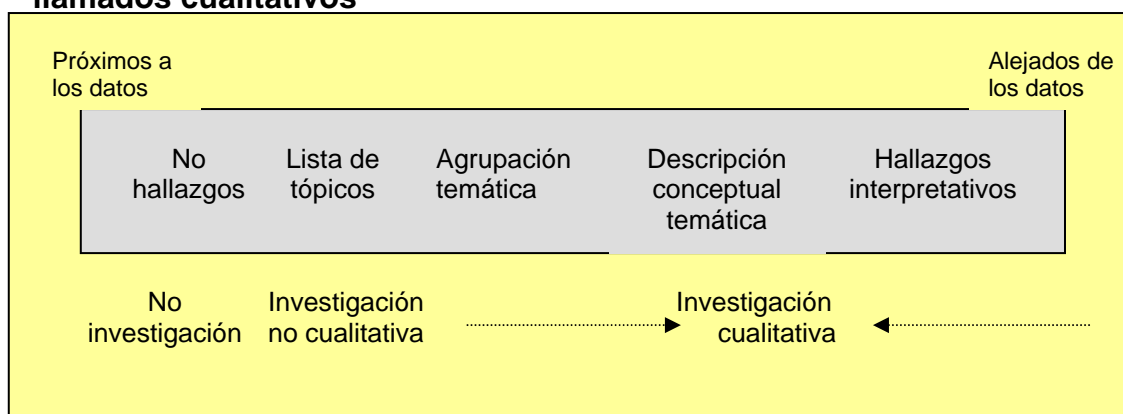 llamados cualitativos
Próximos a
los datos
Alejados de
los datos
No
hallazgos
Lista de
tópicos
Agrupación
temática
Descripción
conceptual
temática
Hallazgos
interpretativos
No
investigación
Investigación
no cualitativa
Investigación
cualitativa